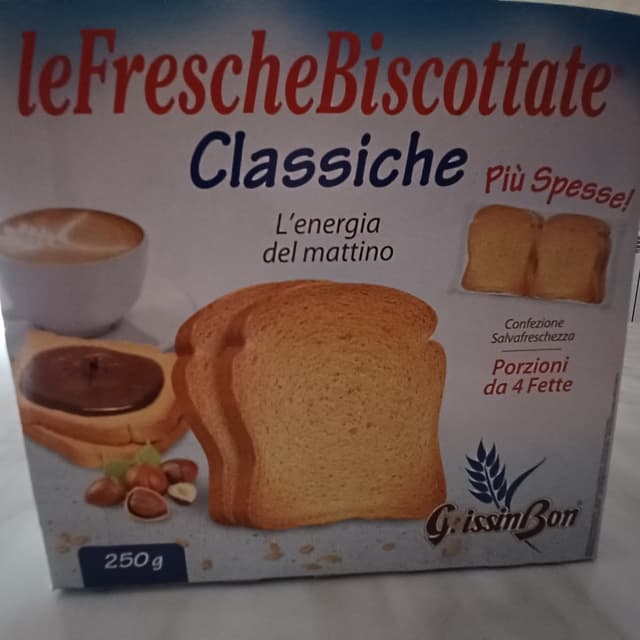 leFrescheBiscottate®
Classiche
Più Spesse!
L'energia
del mattino
Confezione
Salvafreschezza
Porzioni
da 4 Fette
GrissinBon®
250g